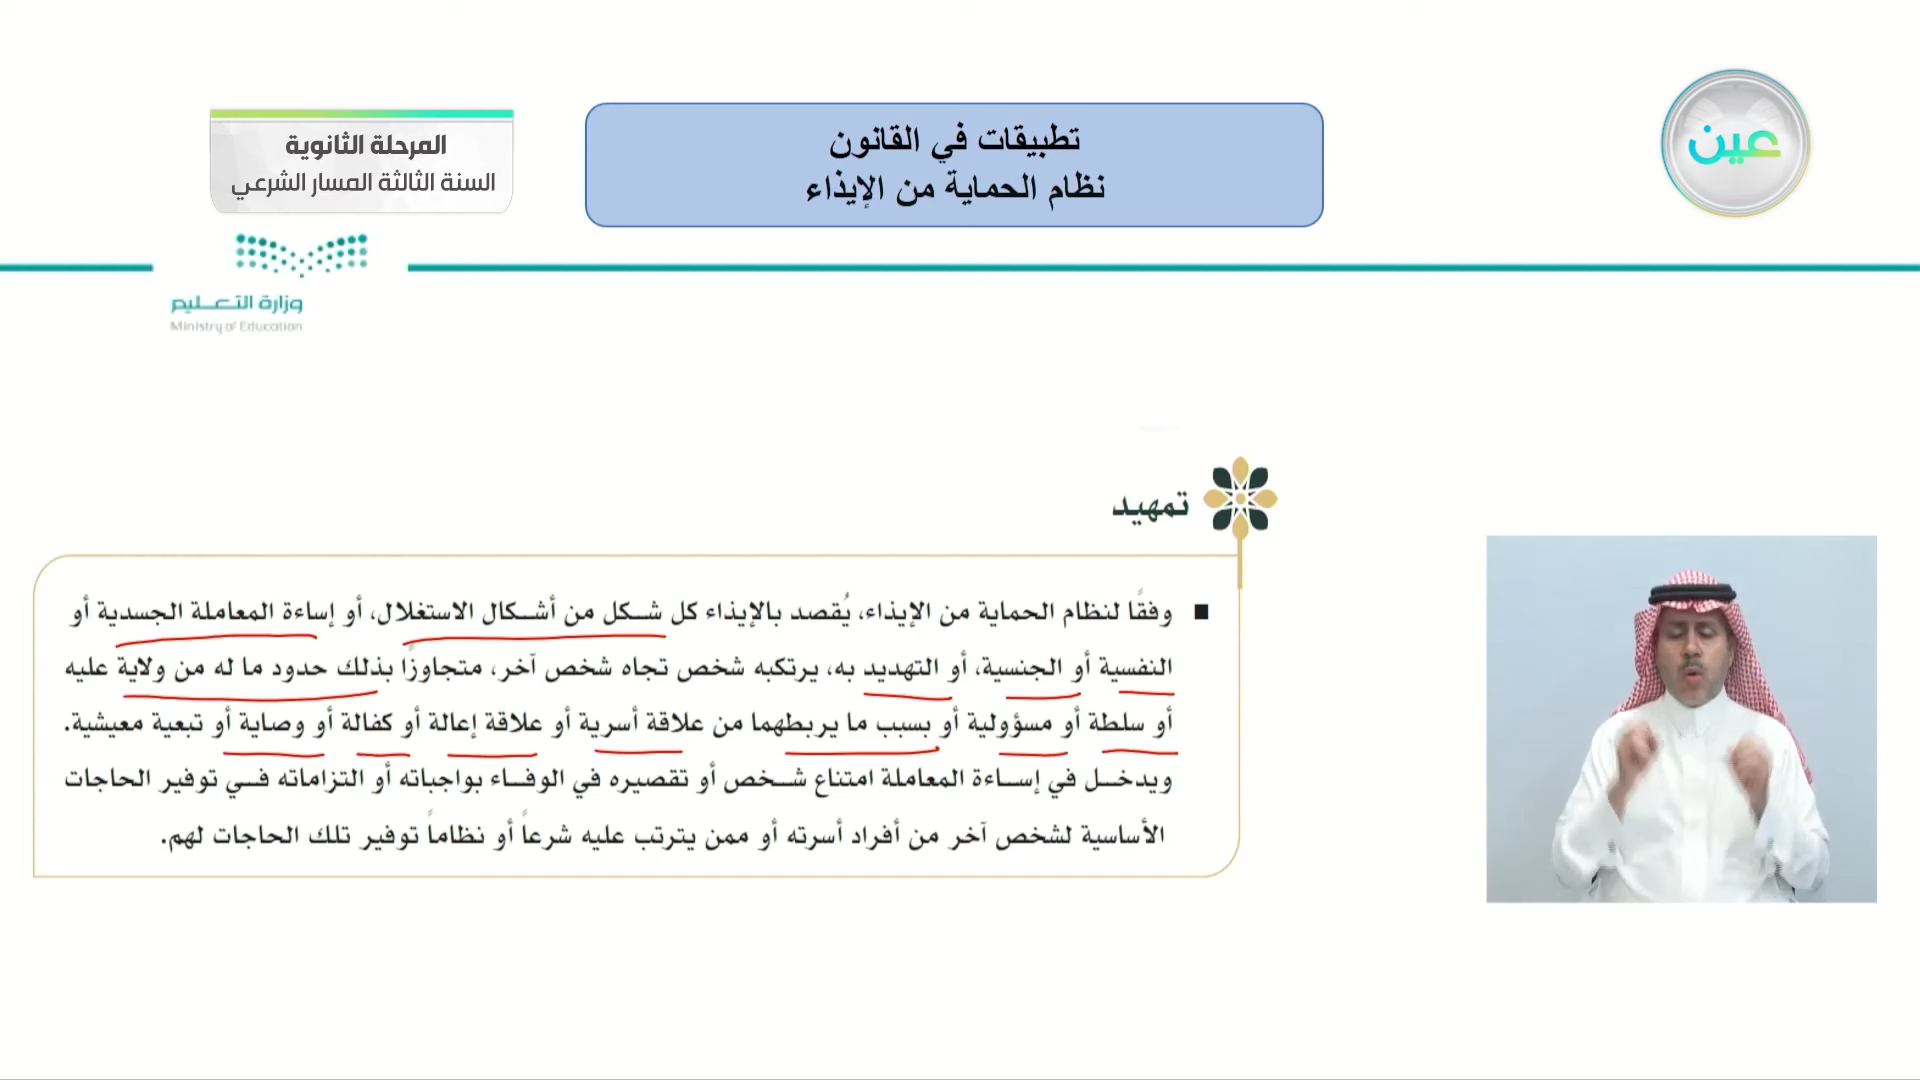 عين
تطبيقات في القانون
نظام الحماية من الإيذاء
المرحلة الثانوية
السنة الثالثة المسار الشرعي
وزارة التعليم
Ministry of Education
تمهيد
■ وفقًا لنظام الحماية من الإيذاء، يُقصد بالإيذاء كل شكل من أشكال الاستغلال، أو إساءة المعاملة الجسدية أو
النفسية أو الجنسية، أو التهديد به، يرتكبه شخص تجاه شخص آخر، متجاوزًا بذلك حدود ما له من ولاية عليه
أو سلطة أو مسؤولية أو بسبب ما يربطهما من علاقة أسرية أو علاقة إعالة أو كفالة أو وصاية أو تبعية معيشية.
ويدخل في إساءة المعاملة امتناع شخص أو تقصيره في الوفاء بواجباته أو التزاماته في توفير الحاجات
الأساسية لشخص آخر من أفراد أسرته أو ممن يترتب عليه شرعاً أو نظاماً توفير تلك الحاجات لهم.